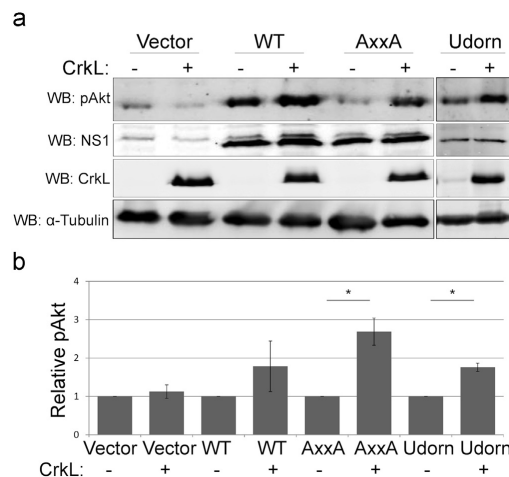 a
Vector WT AxxA Udorn
CrkL: - + - + - + - +
WB: pAkt
WB: NS1
WB: CrkL
WB: α-Tubulin
b
Relative pAkt
4
3
2
1
0
* *
Vector Vector WT WT AxxA AxxA Udorn Udorn
CrkL: - + - + - + - +